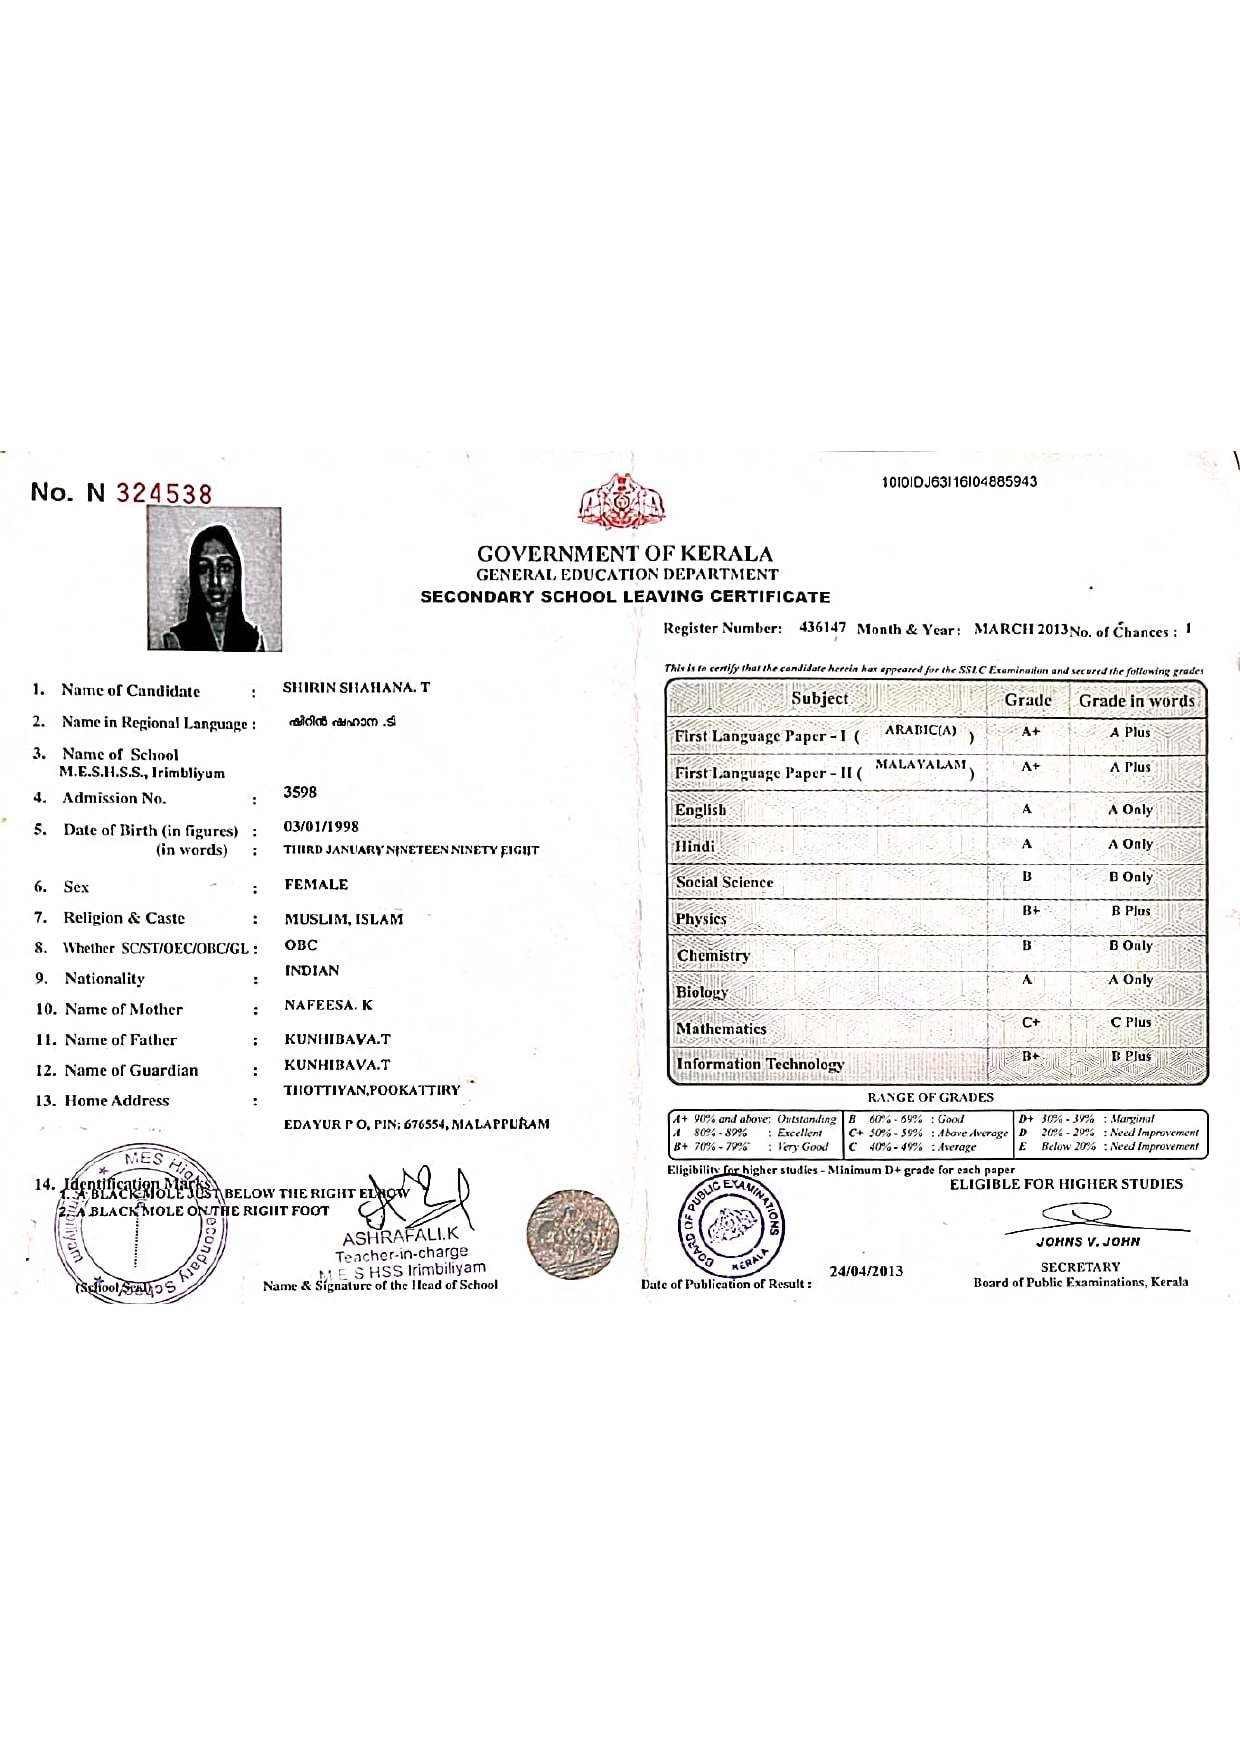 No. N 324538
10I0IDJ63I16I04885943
GOVERNMENT OF KERALA
GENERAL EDUCATION DEPARTMENT
SECONDARY SCHOOL LEAVING CERTIFICATE
Register Number: 436147 Month & Year: MARCH 2013 No. of Chances : 1
1. Name of Candidate : SHIRIN SHAHANA. T
2. Name in Regional Language : ഷിറിൻ ഷഹാന .ടി
3. Name of School
M.E.S.H.S.S., Irimbliyum
4. Admission No. : 3598
5. Date of Birth (in figures) : 03/01/1998
(in words) : THIRD JANUARY NINETEEN NINETY EIGHT
6. Sex : FEMALE
7. Religion & Caste : MUSLIM, ISLAM
8. Whether SC/ST/OEC/OBC/GL : OBC
9. Nationality : INDIAN
10. Name of Mother : NAFEESA. K
11. Name of Father : KUNHIBAVA.T
12. Name of Guardian : KUNHIBAVA.T
13. Home Address : THOTTIYAN,POOKATTIRY
EDAYUR P O, PIN; 676554, MALAPPURAM
14. Identification Marks
1. A BLACK MOLE JUST BELOW THE RIGHT ELBOW
2. A BLACK MOLE ON THE RIGHT FOOT
ASHRAFALI.K
Teacher-in-charge
M E S HSS Irimbiliyam
(School Seal)
Name & Signature of the Head of School
MES Higher Secondary School
This is to certify that the candidate herein has appeared for the SSLC Examination and secured the following grades
Subject Grade Grade in words
First Language Paper - I ( ARABIC(A) ) A+ A Plus
First Language Paper - II ( MALAYALAM ) A+ A Plus
English A A Only
Hindi A A Only
Social Science B B Only
Physics B+ B Plus
Chemistry B B Only
Biology A A Only
Mathematics C+ C Plus
Information Technology B+ B Plus
RANGE OF GRADES
A+ 90% and above: Outstanding B 60% - 69% : Good D+ 30% - 39% : Marginal
A 80% - 89% : Excellent C+ 50% - 59% : Above Average D 20% - 29% : Need Improvement
B+ 70% - 79% : Very Good C 40% - 49% : Average E Below 20% : Need Improvement
Eligibility for higher studies - Minimum D+ grade for each paper
ELIGIBLE FOR HIGHER STUDIES
BOARD OF PUBLIC EXAMINATIONS
KERALA
JOHNS V. JOHN
SECRETARY
Board of Public Examinations, Kerala
Date of Publication of Result : 24/04/2013